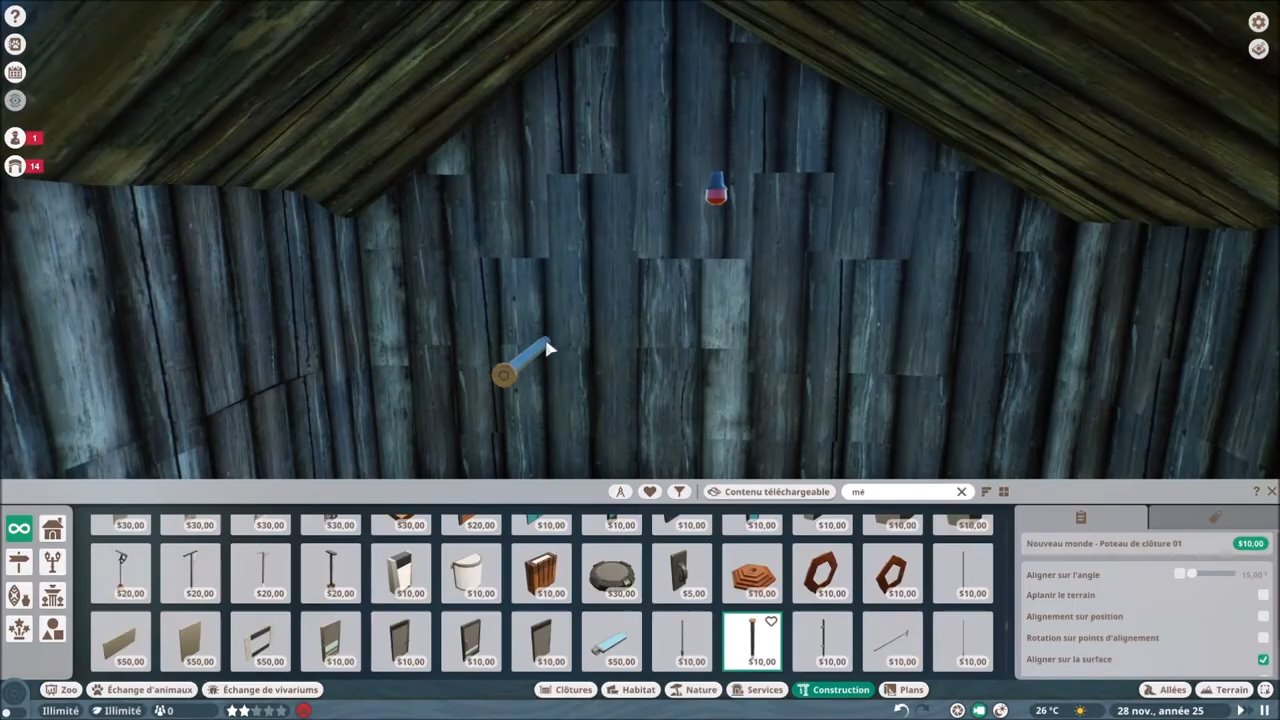 ?
1
14
Contenu téléchargeable
mé
?
$30,00 $30,00 $30,00 $30,00 $30,00 $20,00 $10,00 $10,00 $10,00 $10,00 $10,00 $10,00 $10,00
Nouveau monde - Poteau de clôture 01 $10,00
$20,00 $20,00 $20,00 $20,00 $10,00 $10,00 $10,00 $30,00 $5,00 $10,00 $10,00 $10,00 $10,00
Aligner sur l'angle 15,00 °
Aplanir le terrain
Alignement sur position
Rotation sur points d'alignement
Aligner sur la surface
$50,00 $50,00 $50,00 $10,00 $10,00 $10,00 $10,00 $50,00 $10,00 $10,00 $10,00 $10,00 $10,00
Zoo Échange d'animaux Échange de vivariums Clôtures Habitat Nature Services Construction Plans Allées Terrain
Illimité Illimité 0 26 °C 28 nov., année 25